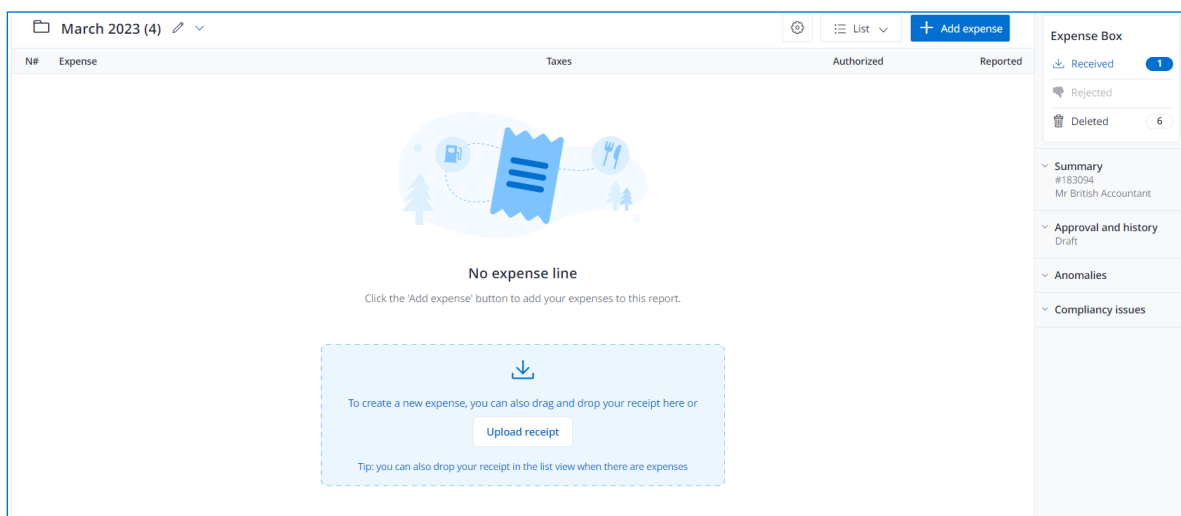 March 2023 (4)
List
Add expense
N# Expense Taxes Authorized Reported
No expense line
Click the 'Add expense' button to add your expenses to this report.
To create a new expense, you can also drag and drop your receipt here or
Upload receipt
Tip: you can also drop your receipt in the list view when there are expenses
Expense Box
Received 1
Rejected
Deleted 6
Summary
#183094
Mr British Accountant
Approval and history
Draft
Anomalies
Compliancy issues